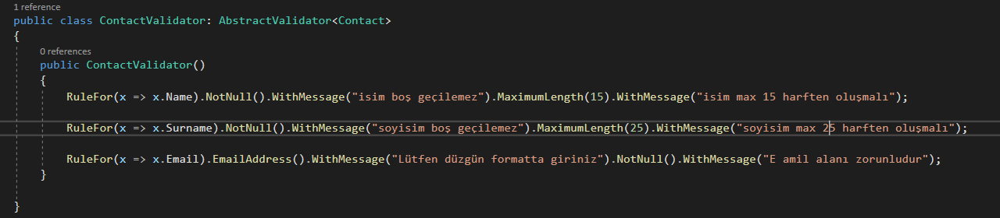 1 reference
public class ContactValidator: AbstractValidator<Contact>
{
0 references
public ContactValidator()
{
RuleFor(x => x.Name).NotNull().WithMessage("isim boş geçilemez").MaximumLength(15).WithMessage("isim max 15 harften oluşmalı");
RuleFor(x => x.Surname).NotNull().WithMessage("soyisim boş geçilemez").MaximumLength(25).WithMessage("soyisim max 25 harften oluşmalı");
RuleFor(x => x.Email).EmailAddress().WithMessage("Lütfen düzgün formatta giriniz").NotNull().WithMessage("E amil alanı zorunludur");
}
}